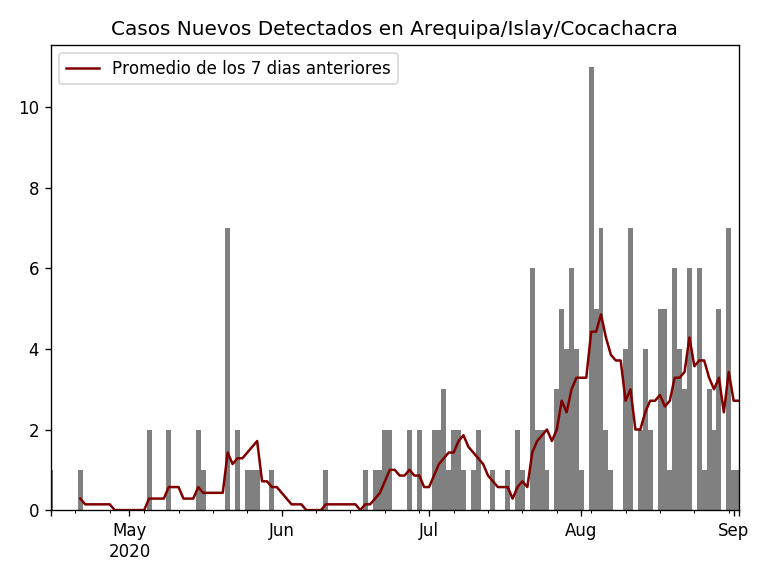 Casos Nuevos Detectados en Arequipa/Islay/Cocachacra
Promedio de los 7 dias anteriores
10
8
6
4
2
0
May Jun Jul Aug Sep
2020